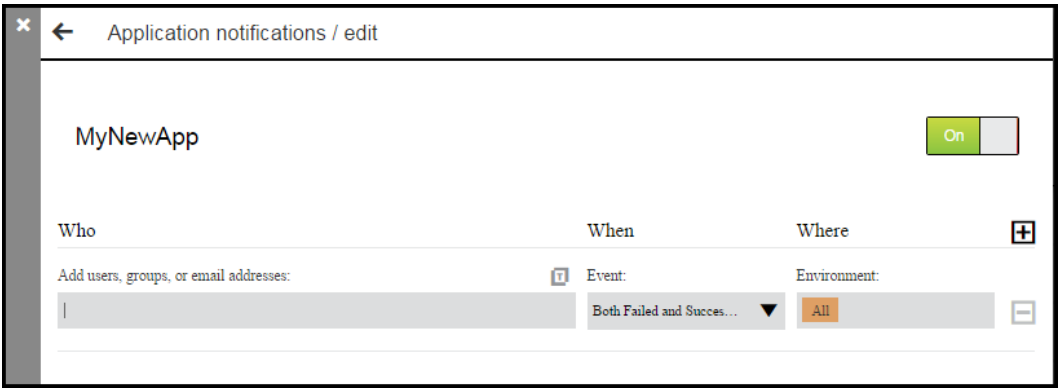 Application notifications / edit
MyNewApp
On
Who When Where
Add users, groups, or email addresses: T Event: Environment:
Both Failed and Succes... All